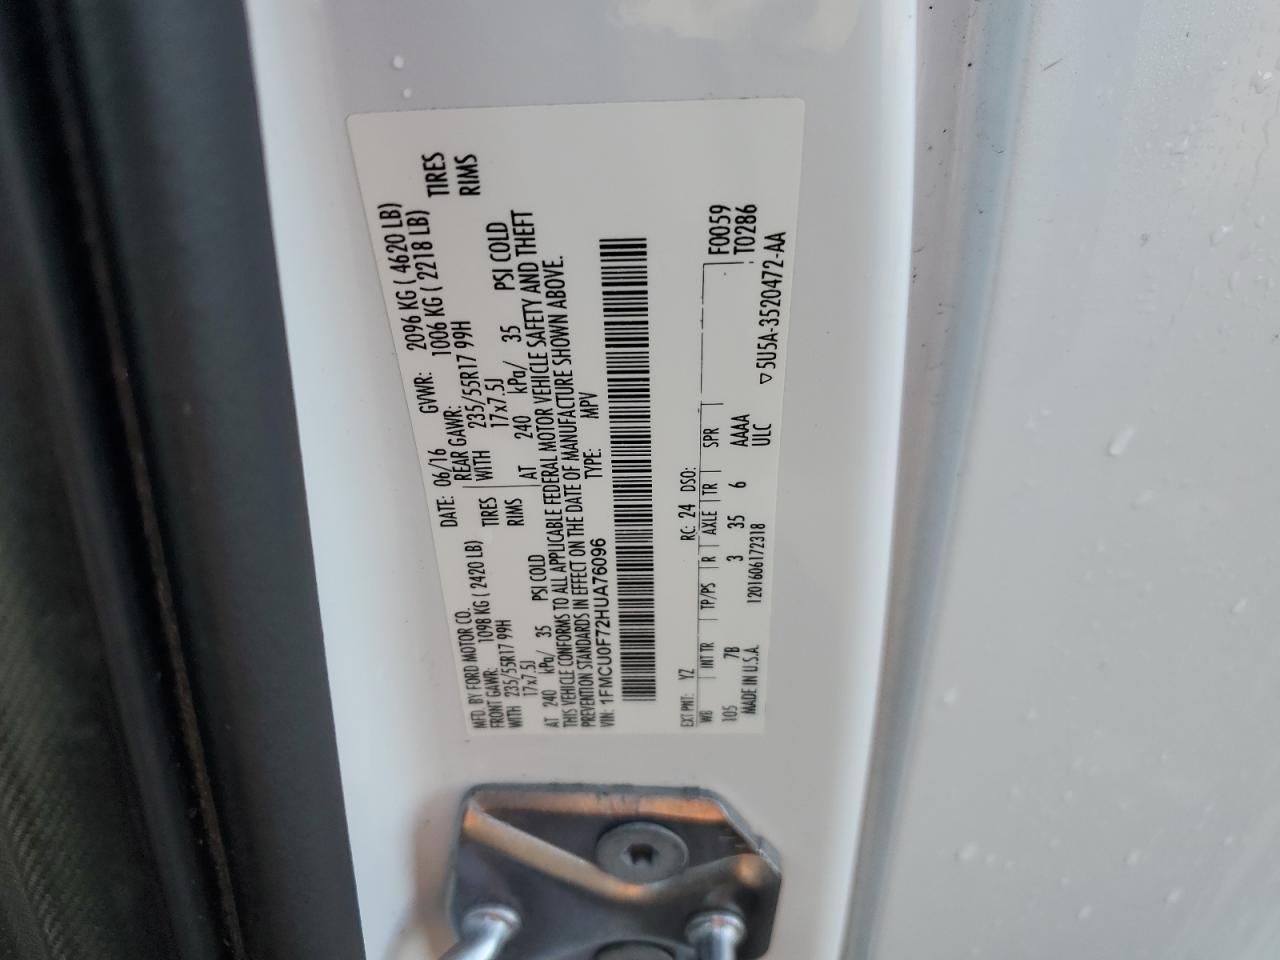 MFD. BY FORD MOTOR CO. DATE: 06/16 GVWR: 2096 KG ( 4620 LB)
FRONT GAWR: 1098 KG ( 2420 LB) REAR GAWR: 1006 KG ( 2218 LB)
WITH 235/55R17 99H TIRES WITH 235/55R17 99H TIRES
17x7.5J RIMS 17x7.5J RIMS
AT 240 kPa/ 35 PSI COLD AT 240 kPa/ 35 PSI COLD
THIS VEHICLE CONFORMS TO ALL APPLICABLE FEDERAL MOTOR VEHICLE SAFETY AND THEFT
PREVENTION STANDARDS IN EFFECT ON THE DATE OF MANUFACTURE SHOWN ABOVE.
VIN: 1FMCU0F72HUA76096 TYPE: MPV
EXT PNT: YZ RC: 24 DSO:
WB INT TR TP/PS R AXLE TR SPR F0059
105 7B 3 35 6 AAAA T0286
MADE IN U.S.A. 1201606172318 ULC
▽5U5A-3520472-AA